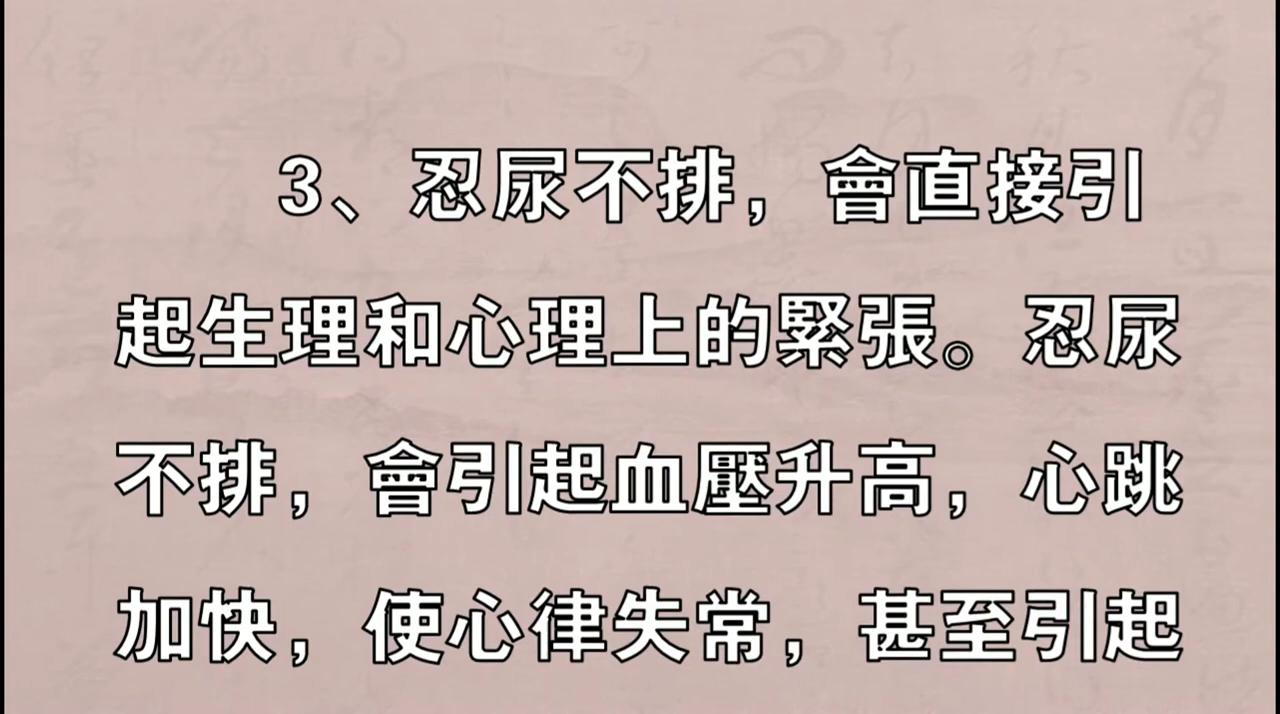 3、忍尿不排，會直接引
起生理和心理上的緊張。忍尿
不排，會引起血壓升高，心跳
加快，使心律失常，甚至引起